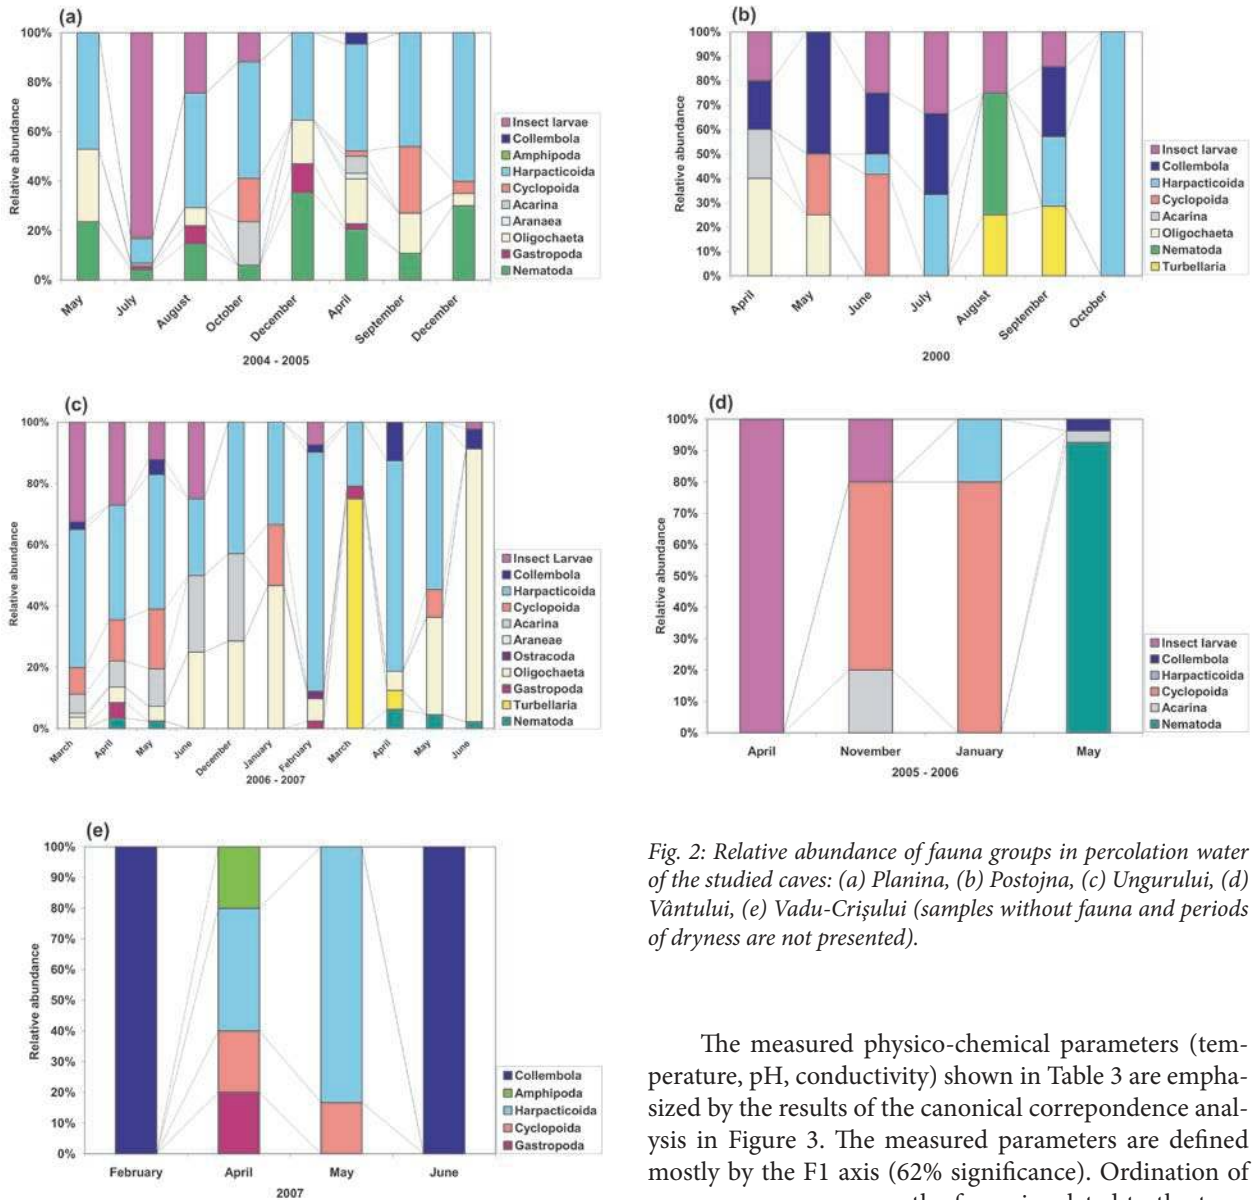 (a)
100%
80%
60%
40%
20%
0%
Relative abundance
May
July
August
October
December
April
September
December
2004 - 2005
Insect larvae
Collembola
Amphipoda
Harpacticoida
Cyclopoida
Acarina
Aranaea
Oligochaeta
Gastropoda
Nematoda
(b)
100%
90%
80%
70%
60%
50%
40%
30%
20%
10%
0%
Relative abundance
April
May
June
July
August
September
October
2000
Insect larvae
Collembola
Harpacticoida
Cyclopoida
Acarina
Oligochaeta
Nematoda
Turbellaria
(c)
100%
80%
60%
40%
20%
0%
Relative abundance
March
April
May
June
December
January
February
March
April
May
June
2006 - 2007
Insect Larvae
Collembola
Harpacticoida
Cyclopoida
Acarina
Araneae
Ostracoda
Oligochaeta
Gastropoda
Turbellaria
Nematoda
(d)
100%
90%
80%
70%
60%
50%
40%
30%
20%
10%
0%
Relative abundance
April
November
January
May
2005 - 2006
Insect larvae
Collembola
Harpacticoida
Cyclopoida
Acarina
Nematoda
(e)
100%
90%
80%
70%
60%
50%
40%
30%
20%
10%
0%
Relative abundance
February
April
May
June
2007
Collembola
Amphipoda
Harpacticoida
Cyclopoida
Gastropoda
Fig. 2: Relative abundance of fauna groups in percolation water
of the studied caves: (a) Planina, (b) Postojna, (c) Ungurului, (d)
Vântului, (e) Vadu-Crişului (samples without fauna and periods
of dryness are not presented).
The measured physico-chemical parameters (tem-
perature, pH, conductivity) shown in Table 3 are empha-
sized by the results of the canonical correpondence anal-
ysis in Figure 3. The measured parameters are defined
mostly by the F1 axis (62% significance). Ordination of